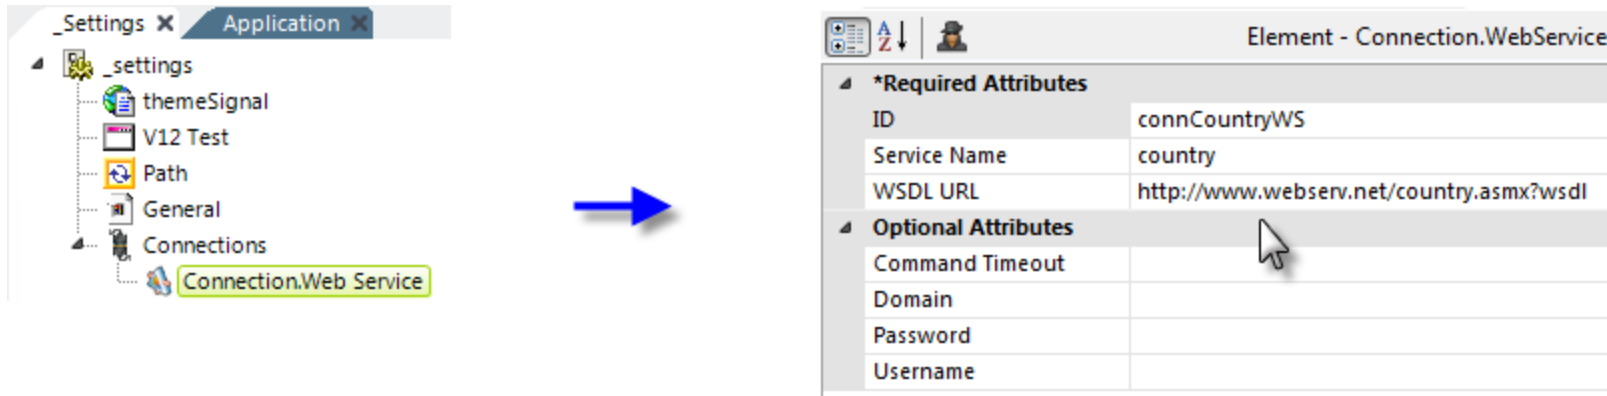 _Settings
Application
_settings
themeSignal
V12 Test
Path
General
Connections
Connection.Web Service
A
Z
Element - Connection.WebService
*Required Attributes
ID connCountryWS
Service Name country
WSDL URL http://www.webserv.net/country.asmx?wsdl
Optional Attributes
Command Timeout
Domain
Password
Username